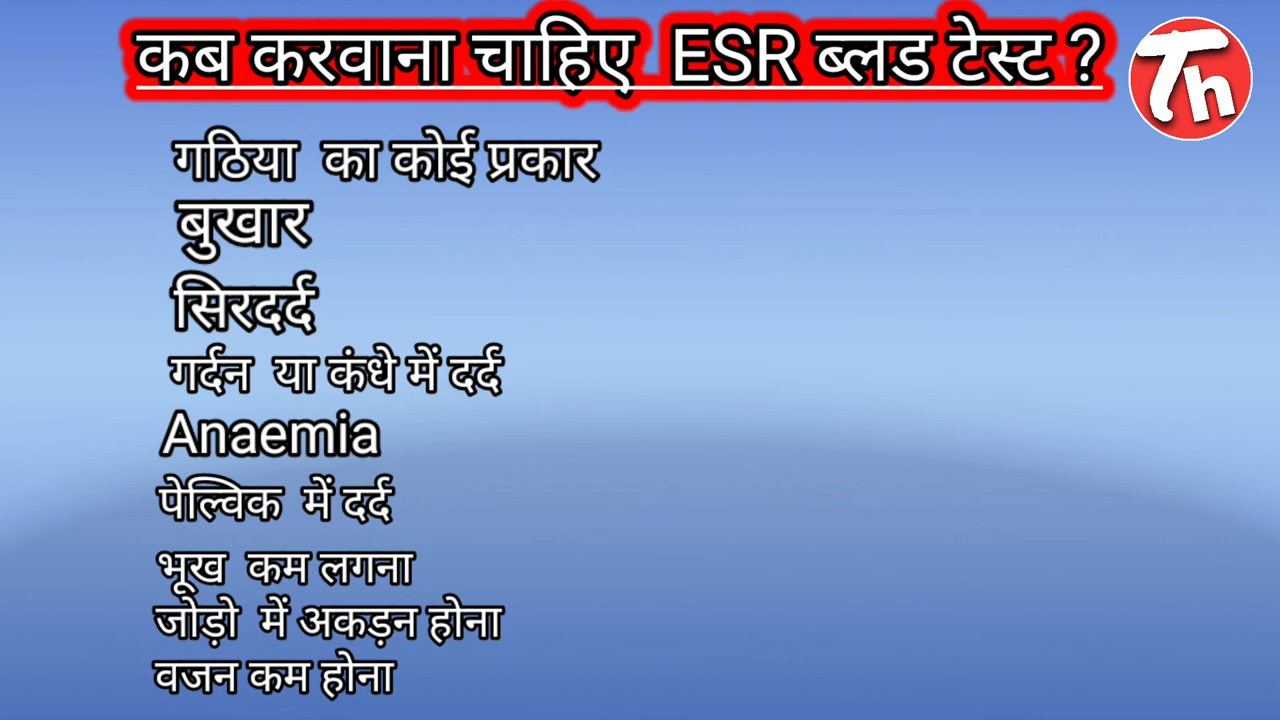 कब करवाना चाहिए ESR ब्लड टेस्ट ?
Th
गठिया का कोई प्रकार
बुखार
सिरदर्द
गर्दन या कंधे में दर्द
Anaemia
पेल्विक में दर्द
भूख कम लगना
जोड़ो में अकड़न होना
वजन कम होना